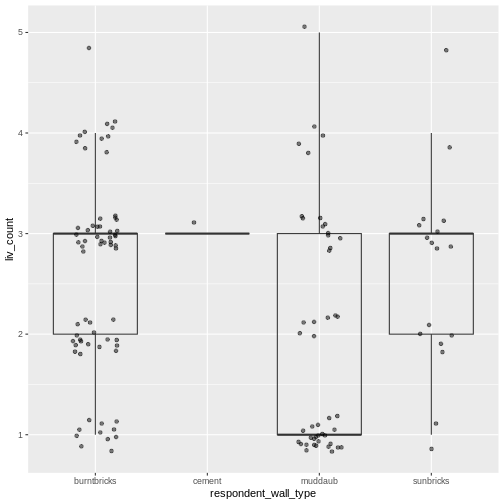 5
4
3
2
1
liv_count
burntbricks cement muddaub sunbricks
respondent_wall_type